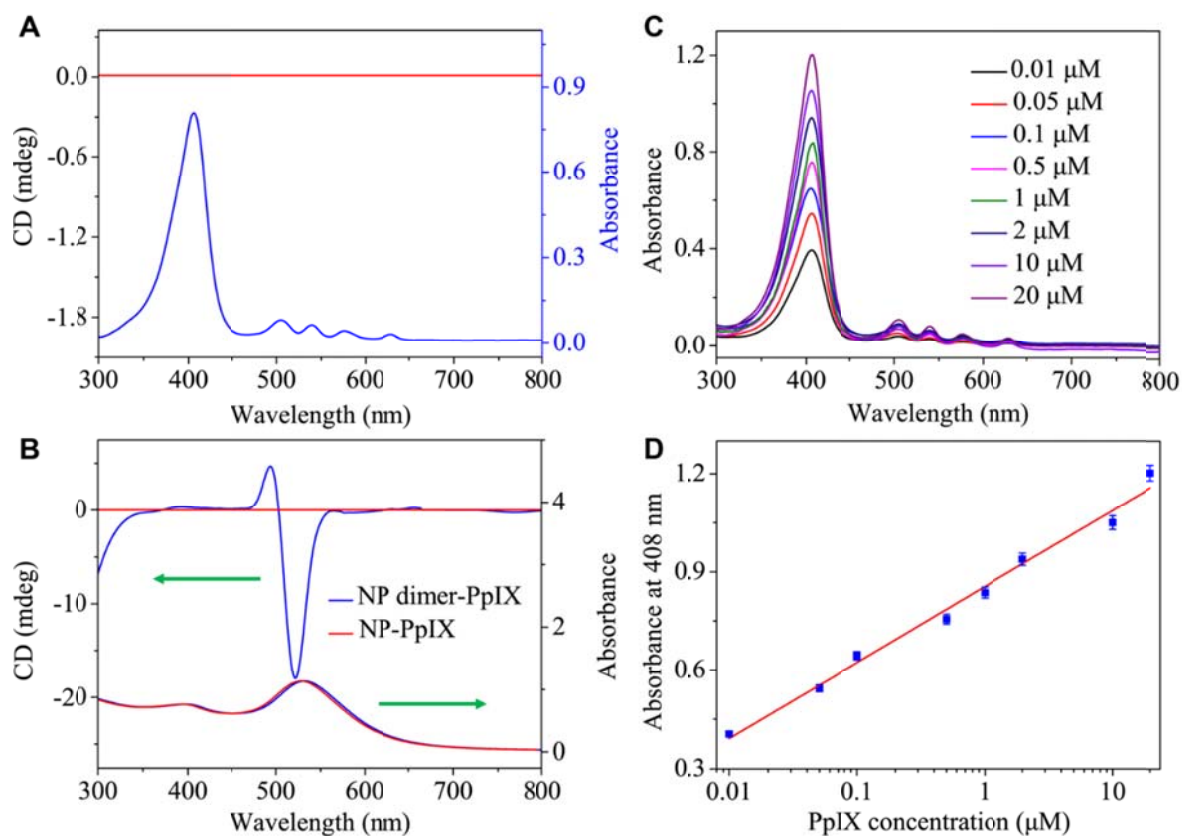 A
CD (mdeg)
0.0
-0.6
-1.2
-1.8
Absorbance
0.9
0.6
0.3
0.0
300 400 500 600 700 800
Wavelength (nm)
B
CD (mdeg)
0
-10
-20
Absorbance
4
2
0
NP dimer-PpIX
NP-PpIX
300 400 500 600 700 800
Wavelength (nm)
C
Absorbance
1.2
0.8
0.4
0.0
0.01 μM
0.05 μM
0.1 μM
0.5 μM
1 μM
2 μM
10 μM
20 μM
300 400 500 600 700 800
Wavelength (nm)
D
Absorbance at 408 nm
1.2
0.9
0.6
0.3
0.01 0.1 1 10
PpIX concentration (μM)